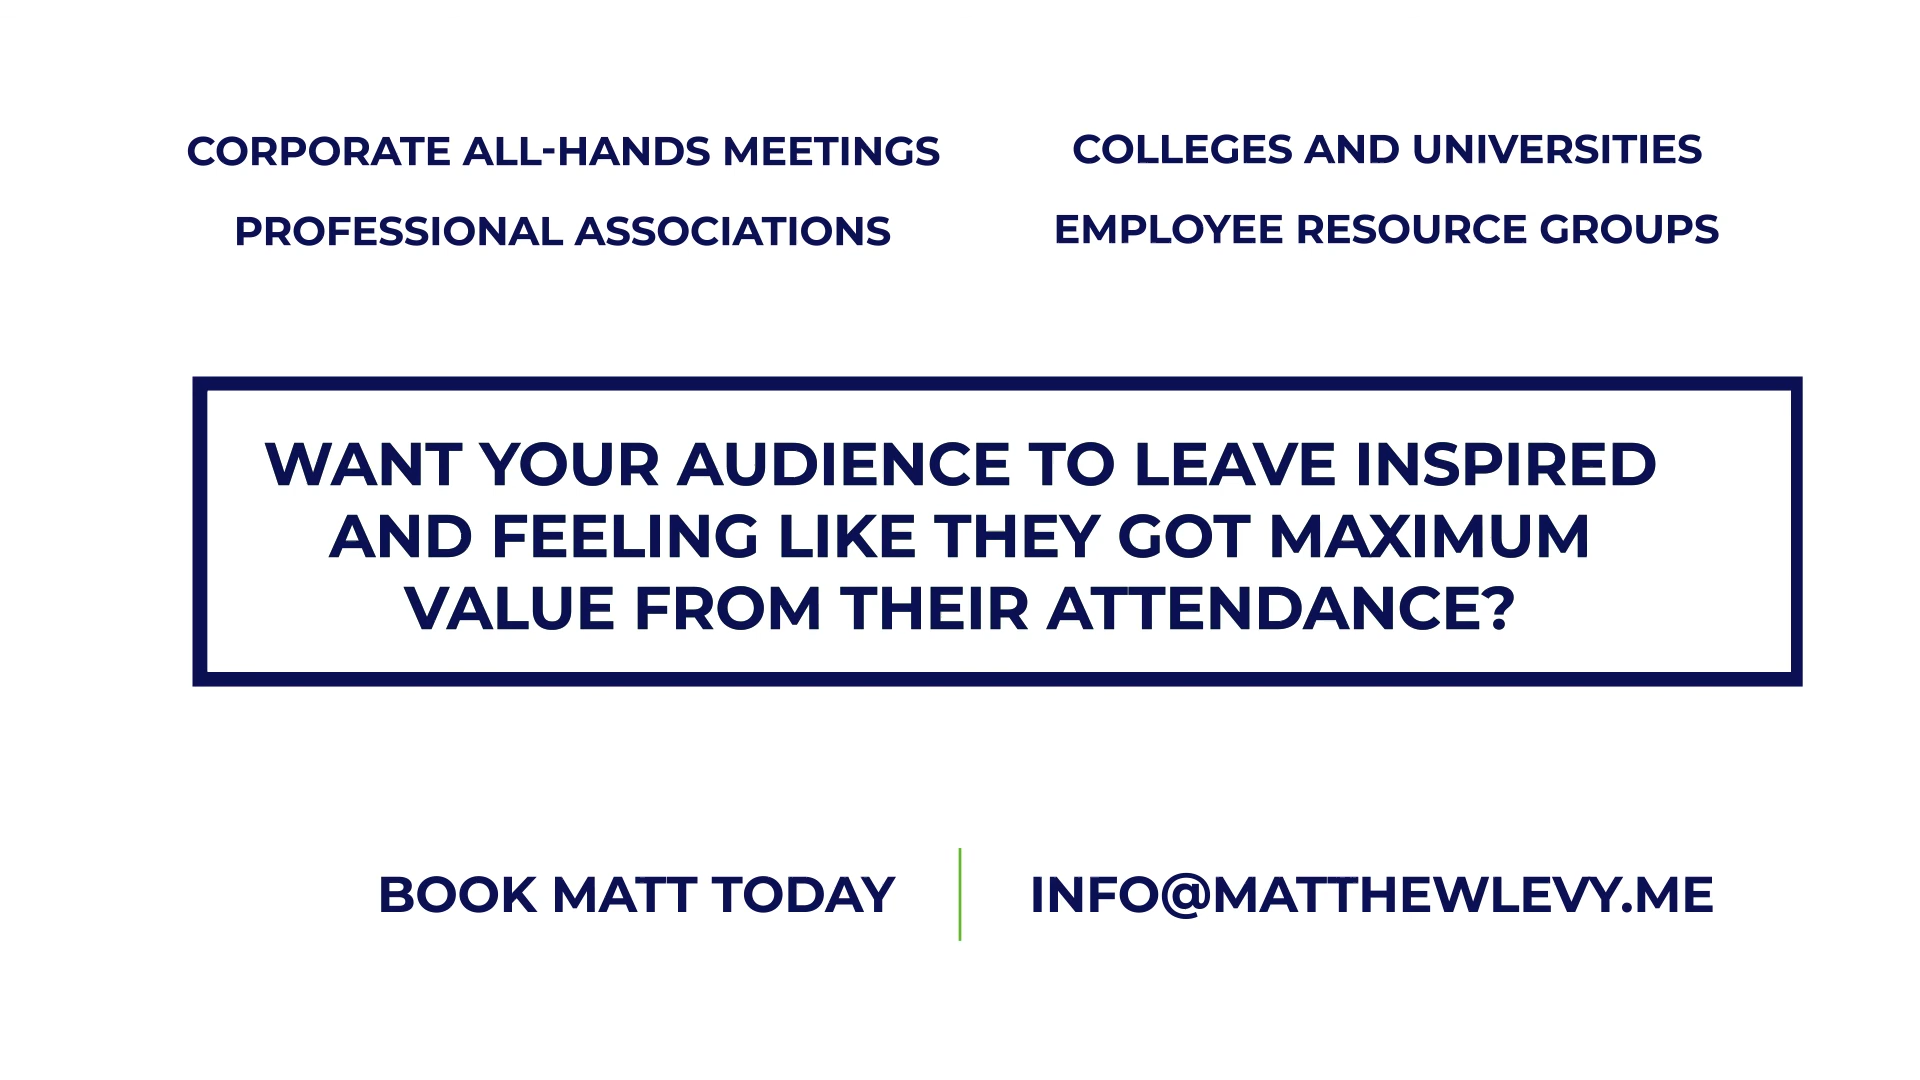 CORPORATE ALL-HANDS MEETINGS
PROFESSIONAL ASSOCIATIONS
COLLEGES AND UNIVERSITIES
EMPLOYEE RESOURCE GROUPS
WANT YOUR AUDIENCE TO LEAVE INSPIRED
AND FEELING LIKE THEY GOT MAXIMUM
VALUE FROM THEIR ATTENDANCE?
BOOK MATT TODAY
INFO@MATTHEWLEVY.ME